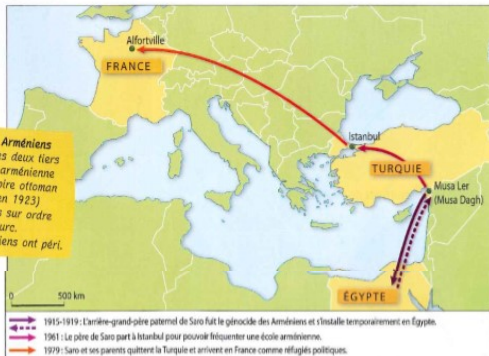 Alfortville
FRANCE
Arméniens
es deux tiers
arménienne
pire ottoman
en 1923)
sur ordre
urc.
iens ont péri.
Istanbul
TURQUIE
Musa Ler
(Musa Dagh)
ÉGYPTE
0 500 km
1915-1919 : L'arrière-grand-père paternel de Saro fuit le génocide des Arméniens et s'installe temporairement en Égypte.
1961 : Le père de Saro part à Istanbul pour pouvoir fréquenter une école arménienne.
1979 : Saro et ses parents quittent la Turquie et arrivent en France comme réfugiés politiques.